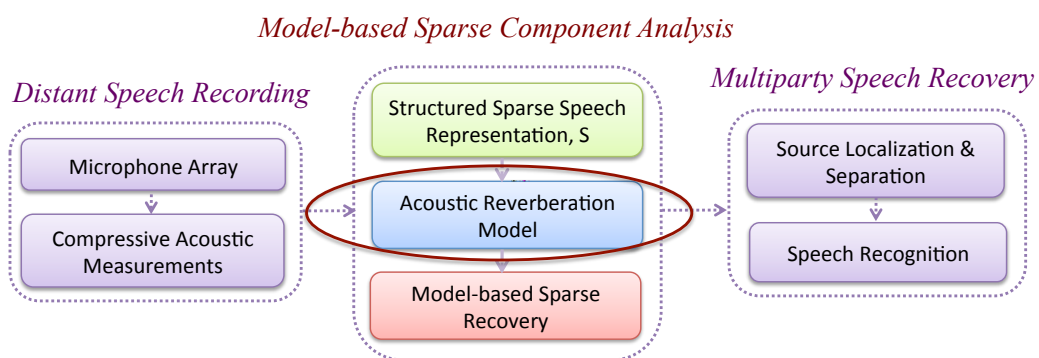 Model-based Sparse Component Analysis
Distant Speech Recording
Microphone Array
Compressive Acoustic
Measurements
Structured Sparse Speech
Representation, S
Acoustic Reverberation
Model
Model-based Sparse
Recovery
Multiparty Speech Recovery
Source Localization &
Separation
Speech Recognition